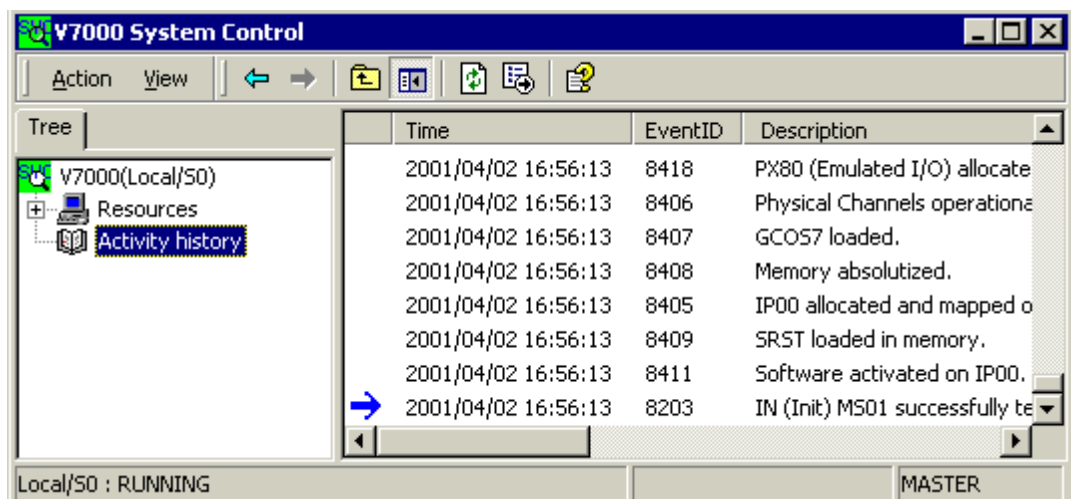 V7000 System Control
Action View
Tree
V7000(Local/S0)
Resources
Activity history
Time EventID Description
2001/04/02 16:56:13 8418 PX80 (Emulated I/O) allocate
2001/04/02 16:56:13 8406 Physical Channels operationa
2001/04/02 16:56:13 8407 GCOS7 loaded.
2001/04/02 16:56:13 8408 Memory absolutized.
2001/04/02 16:56:13 8405 IP00 allocated and mapped o
2001/04/02 16:56:13 8409 SRST loaded in memory.
2001/04/02 16:56:13 8411 Software activated on IP00.
2001/04/02 16:56:13 8203 IN (Init) MS01 successfully te
Local/S0 : RUNNING MASTER